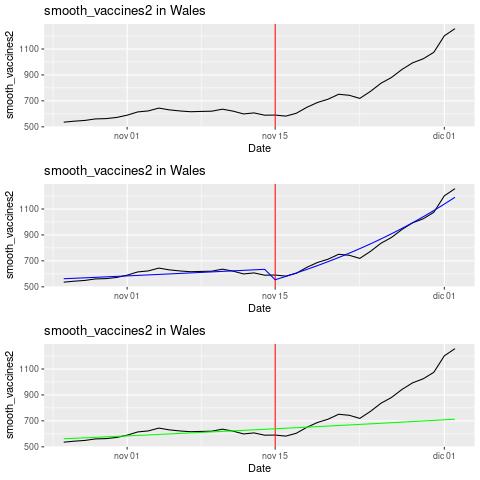 smooth_vaccines2 in Wales
smooth_vaccines2
1100
900
700
500
nov 01
nov 15
dic 01
Date
smooth_vaccines2 in Wales
smooth_vaccines2
1100
900
700
500
nov 01
nov 15
dic 01
Date
smooth_vaccines2 in Wales
smooth_vaccines2
1100
900
700
500
nov 01
nov 15
dic 01
Date